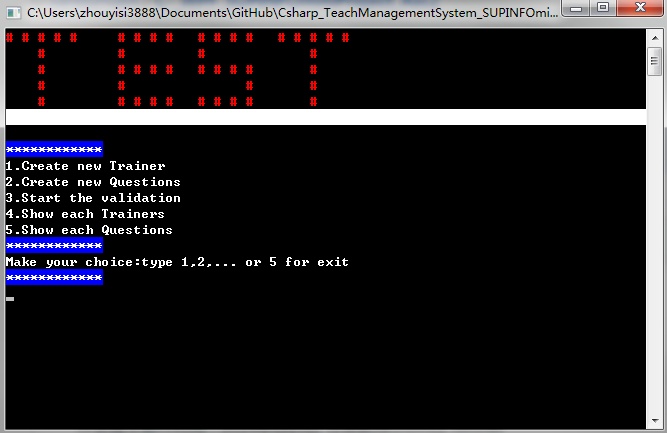 C:\Users\zhouyisi3888\Documents\GitHub\Csharp_TeachManagementSystem_SUPINFOmi...
TEST
************
1.Create new Trainer
2.Create new Questions
3.Start the validation
4.Show each Trainers
5.Show each Questions
************
Make your choice:type 1,2,... or 5 for exit
************